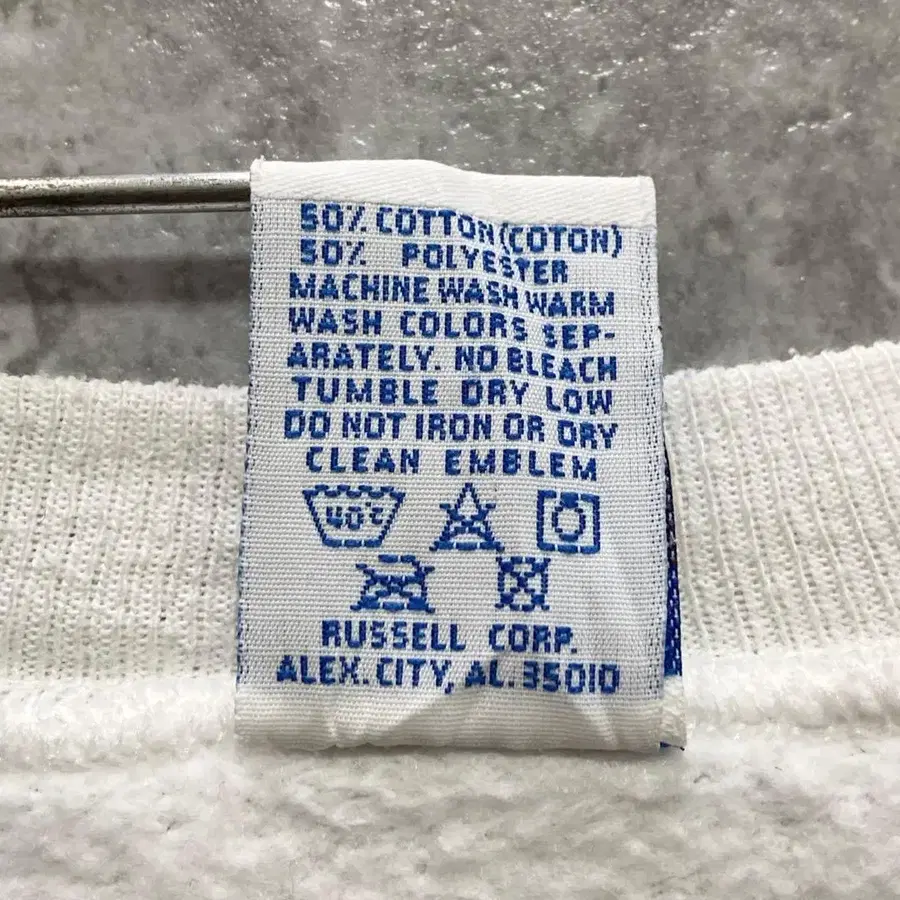 50% COTTON (COTON)
50% POLYESTER
MACHINE WASH WARM
WASH COLORS SEP-
ARATELY. NO BLEACH
TUMBLE DRY LOW
DO NOT IRON OR DRY
CLEAN EMBLEM
40°C
RUSSELL CORP.
ALEX. CITY, AL. 35010